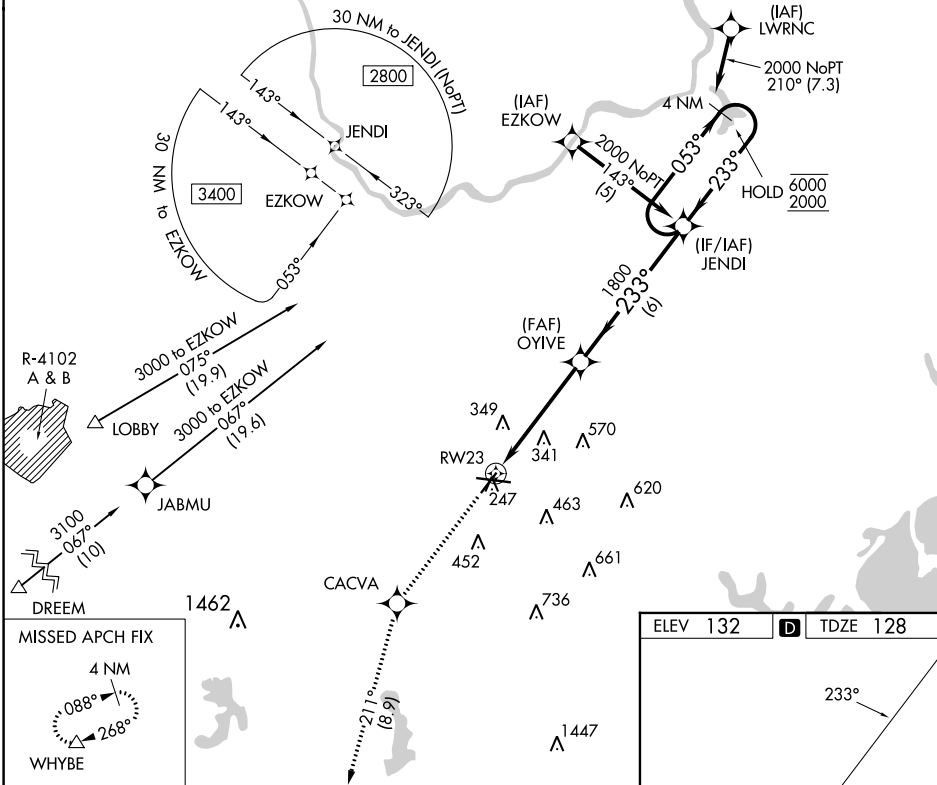 30 NM to JENDI (NoPT)
2800
143°
143°
JENDI
323°
EZKOW
3400
30 NM to EZKOW
053°
(IAF)
LWRNC
2000 NoPT
210° (7.3)
4 NM
(IAF)
EZKOW
2000 NoPT
143°
(5)
053°
233°
HOLD 6000
2000
(IF/IAF)
JENDI
1800
233°
(6)
(FAF)
OYIVE
R-4102
A & B
3000 to EZKOW
075°
(19.9)
LOBBY
3000 to EZKOW
067°
(19.6)
JABMU
3100
067°
(10)
DREEM
349
341
570
RW23
247
463
620
452
661
CACVA
736
1462
211°
(8.9)
1447
MISSED APCH FIX
4 NM
088°
268°
WHYBE
ELEV 132 D TDZE 128
233°